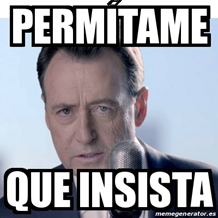 PERMÍTAME
QUE INSISTA
memegenerator.es